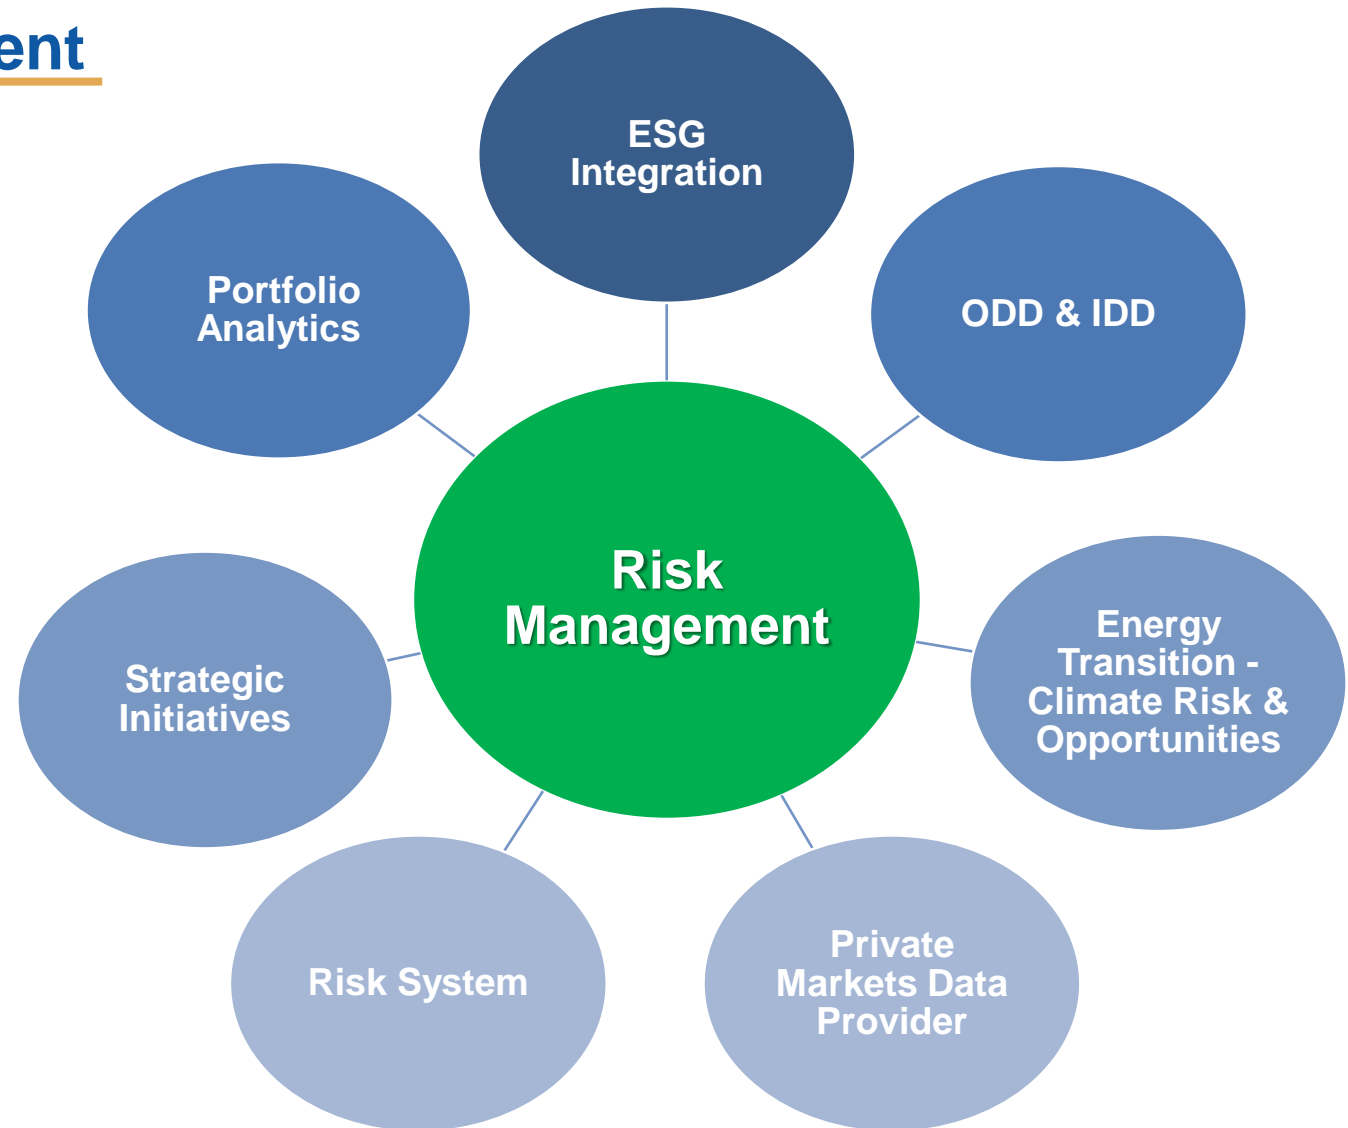 ent
ESG
Integration
Portfolio
Analytics
ODD & IDD
Risk
Management
Energy
Transition -
Climate Risk &
Opportunities
Strategic
Initiatives
Risk System
Private
Markets Data
Provider